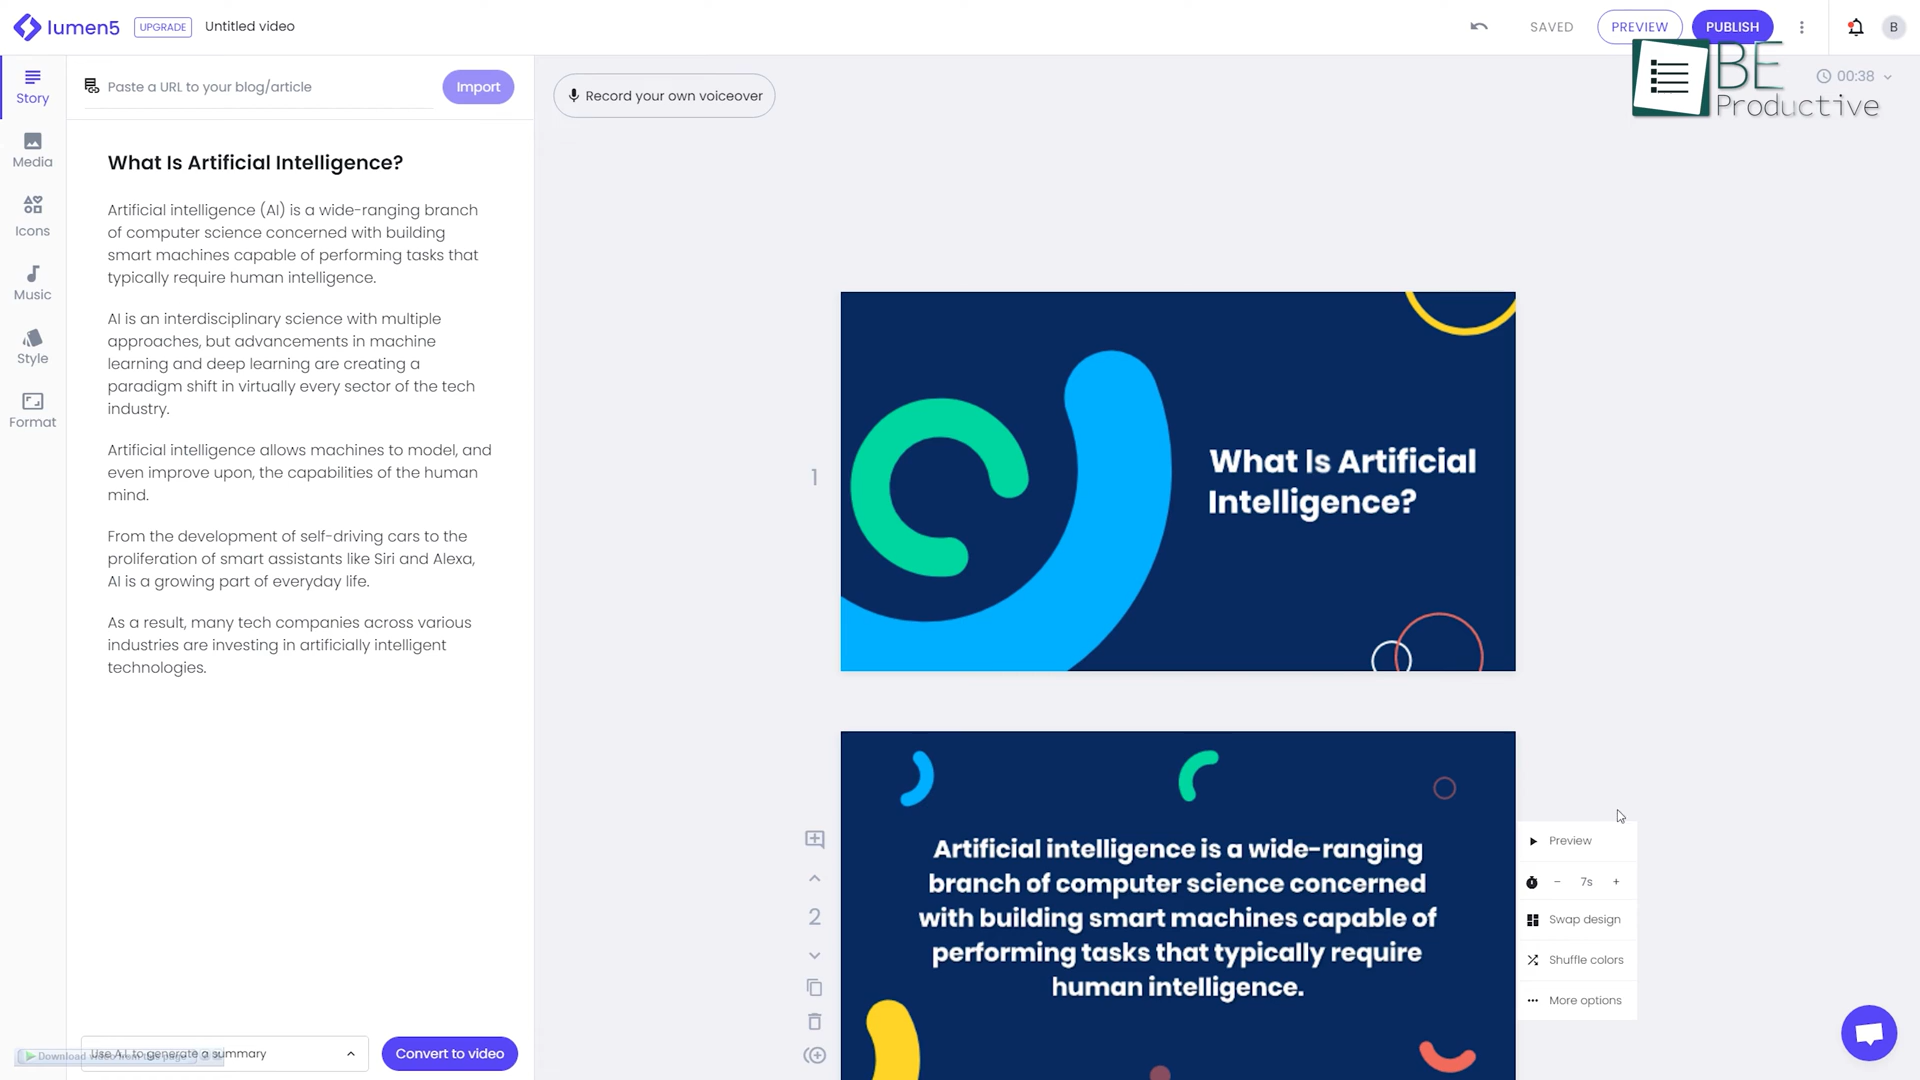 lumen5
UPGRADE
Untitled video
SAVED
PREVIEW
PUBLISH
B
BE
Productive
00:38
Story
Media
Icons
Music
Style
Format
Paste a URL to your blog/article
Import
Record your own voiceover
What Is Artificial Intelligence?
Artificial intelligence (AI) is a wide-ranging branch
of computer science concerned with building
smart machines capable of performing tasks that
typically require human intelligence.
AI is an interdisciplinary science with multiple
approaches, but advancements in machine
learning and deep learning are creating a
paradigm shift in virtually every sector of the tech
industry.
Artificial intelligence allows machines to model, and
even improve upon, the capabilities of the human
mind.
From the development of self-driving cars to the
proliferation of smart assistants like Siri and Alexa,
AI is a growing part of everyday life.
As a result, many tech companies across various
industries are investing in artificially intelligent
technologies.
Use A.I. to generate a summary
Download video from this page
Convert to video
1
What Is Artificial
Intelligence?
2
Artificial intelligence is a wide-ranging
branch of computer science concerned
with building smart machines capable of
performing tasks that typically require
human intelligence.
Preview
- 7s +
Swap design
Shuffle colors
More options